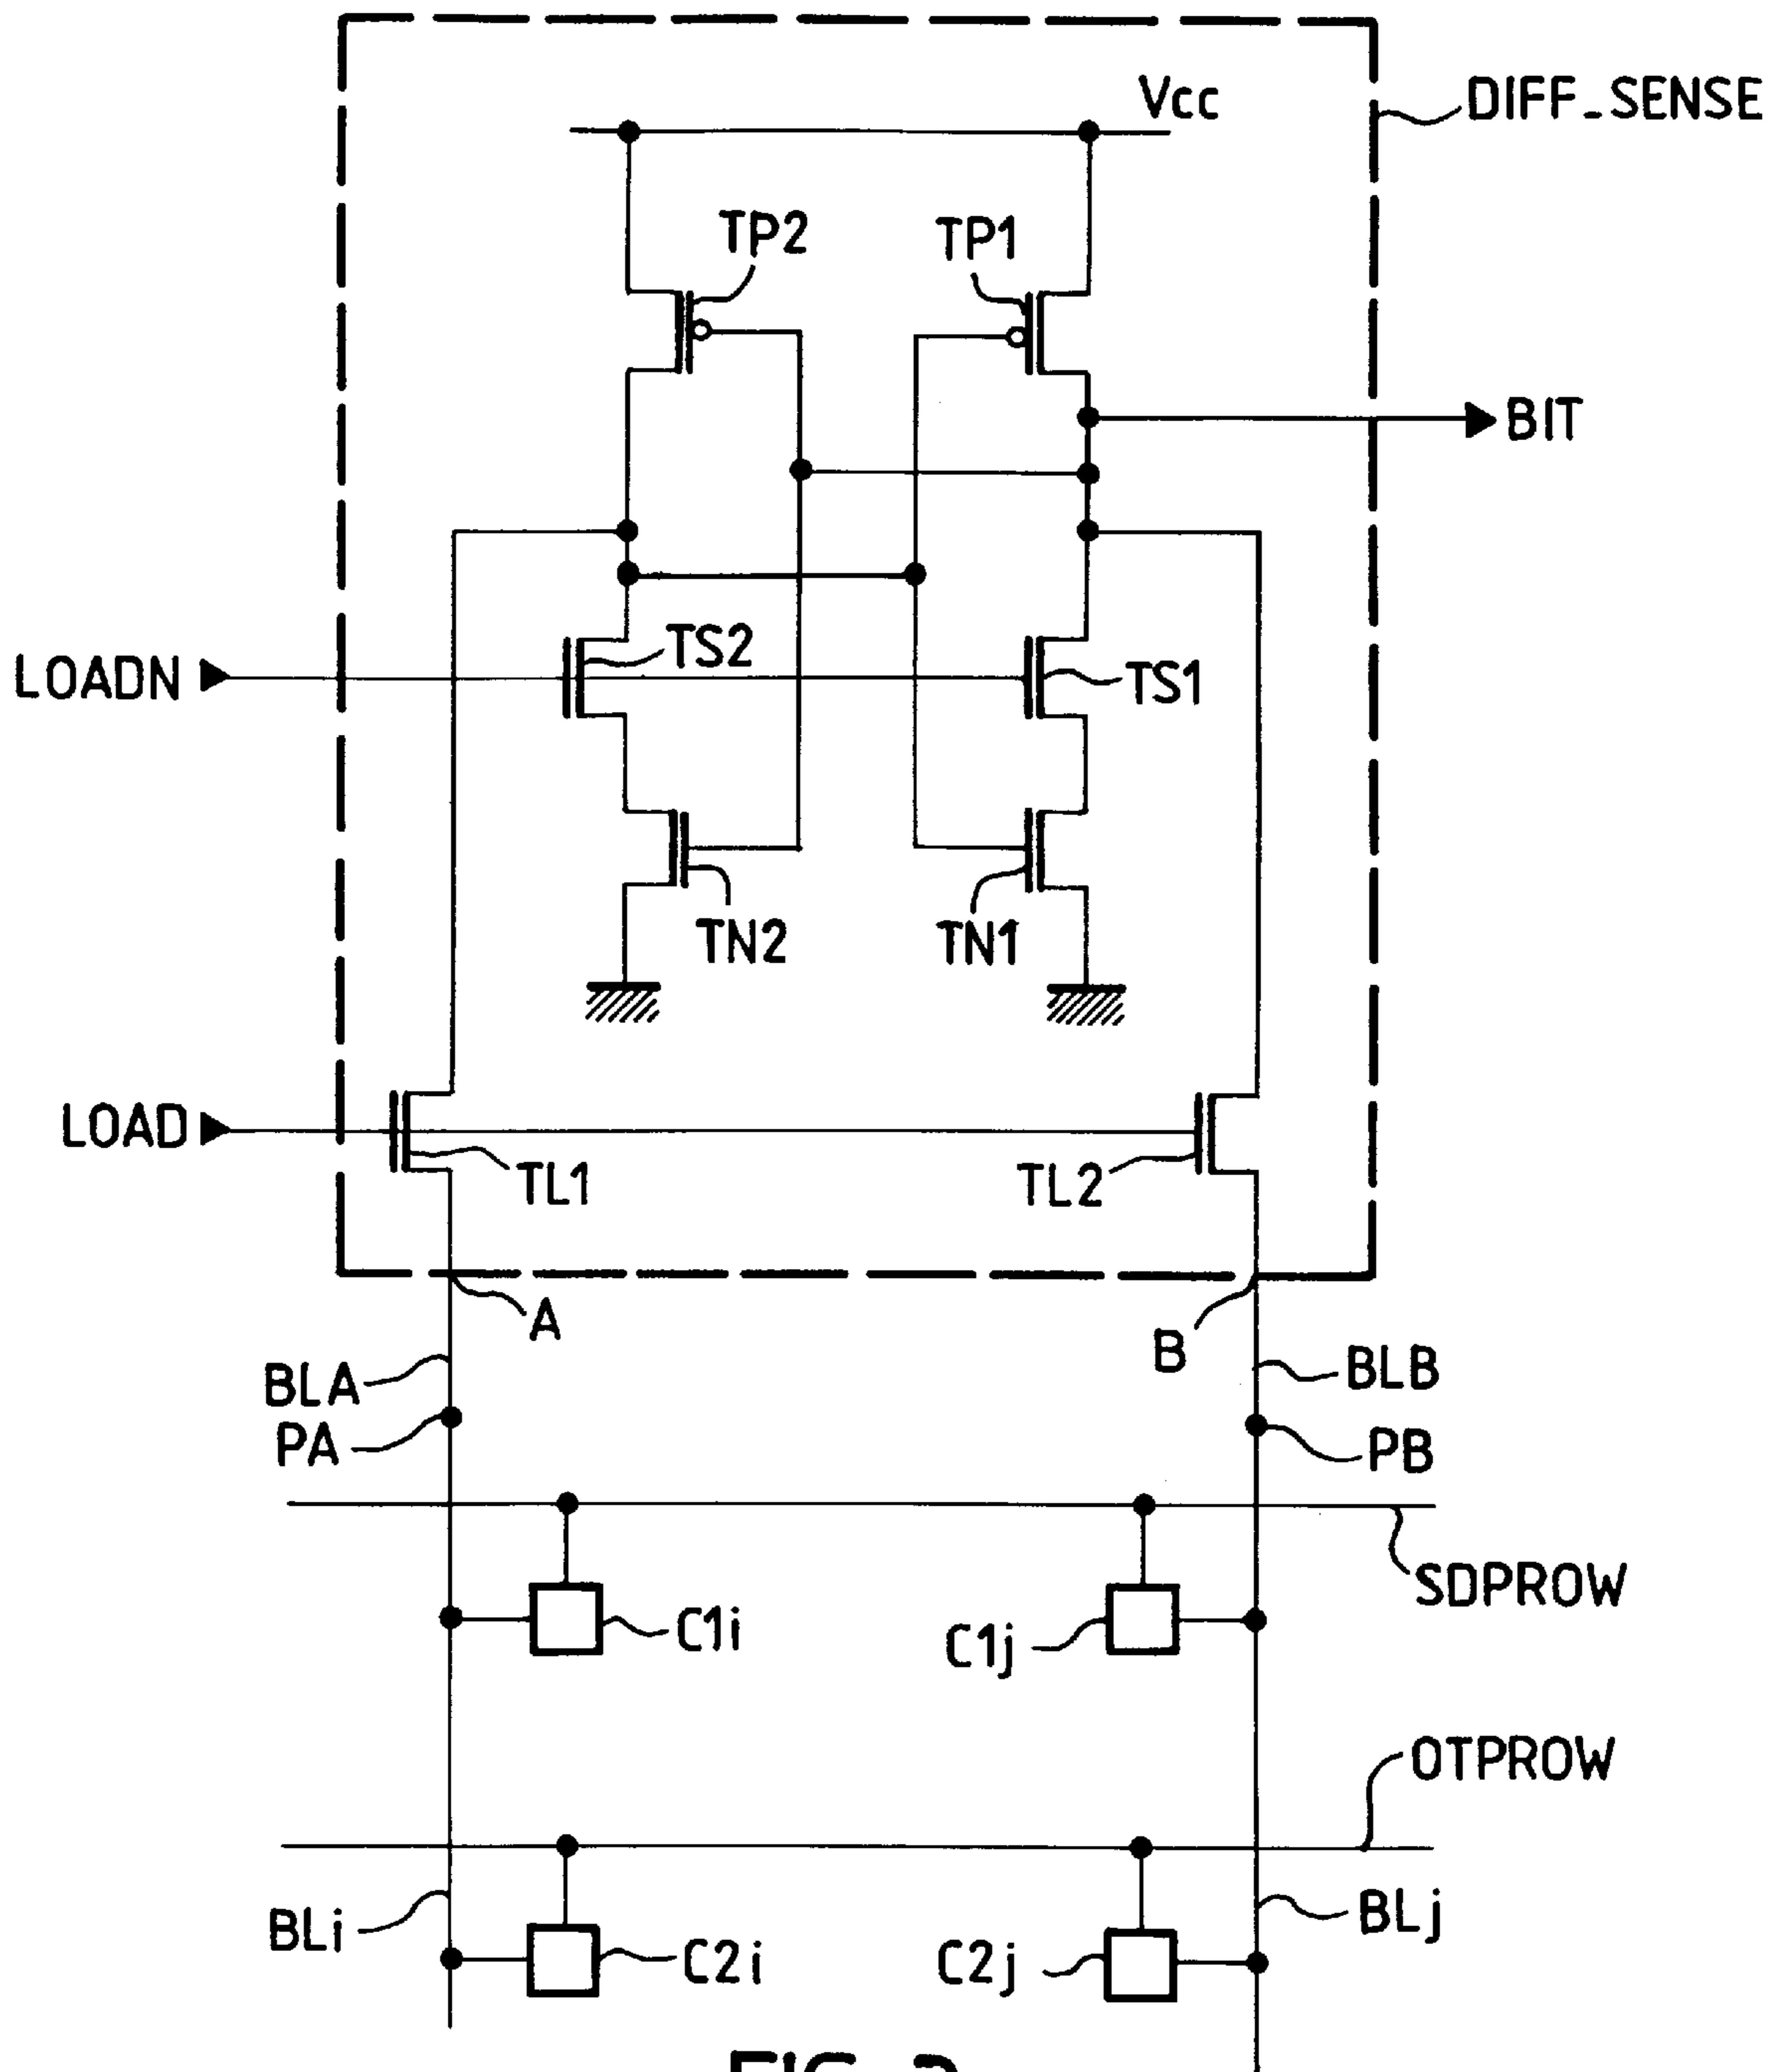 Vcc
DIFF_SENSE
TP2
TP1
BIT
LOADN
TS2
TS1
TN2
TN1
LOAD
TL1
TL2
A
B
BLA
BLB
PA
PB
SDPROW
C1i
C1j
OTPROW
BLi
BLj
C2i
C2j